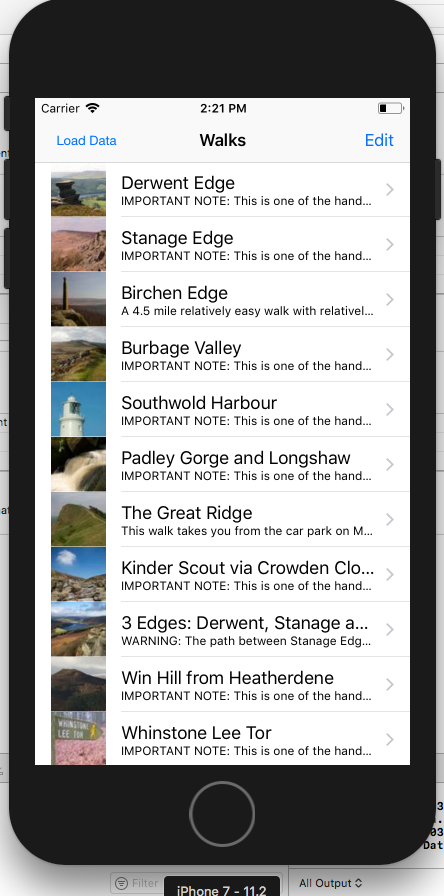 Carrier 2:21 PM
Load Data Walks Edit
Derwent Edge
IMPORTANT NOTE: This is one of the hand...
Stanage Edge
IMPORTANT NOTE: This is one of the hand...
Birchen Edge
A 4.5 mile relatively easy walk with relativel...
Burbage Valley
IMPORTANT NOTE: This is one of the hand...
Southwold Harbour
IMPORTANT NOTE: This is one of the hand...
Padley Gorge and Longshaw
IMPORTANT NOTE: This is one of the hand...
The Great Ridge
This walk takes you from the car park on M...
Kinder Scout via Crowden Clo...
IMPORTANT NOTE: This is one of the hand...
3 Edges: Derwent, Stanage a...
WARNING: The path between Stanage Edg...
Win Hill from Heatherdene
IMPORTANT NOTE: This is one of the hand...
WHINSTONE
LEE TOR
Whinstone Lee Tor
IMPORTANT NOTE: This is one of the hand...
Filter
iPhone 7 - 11.2
All Output